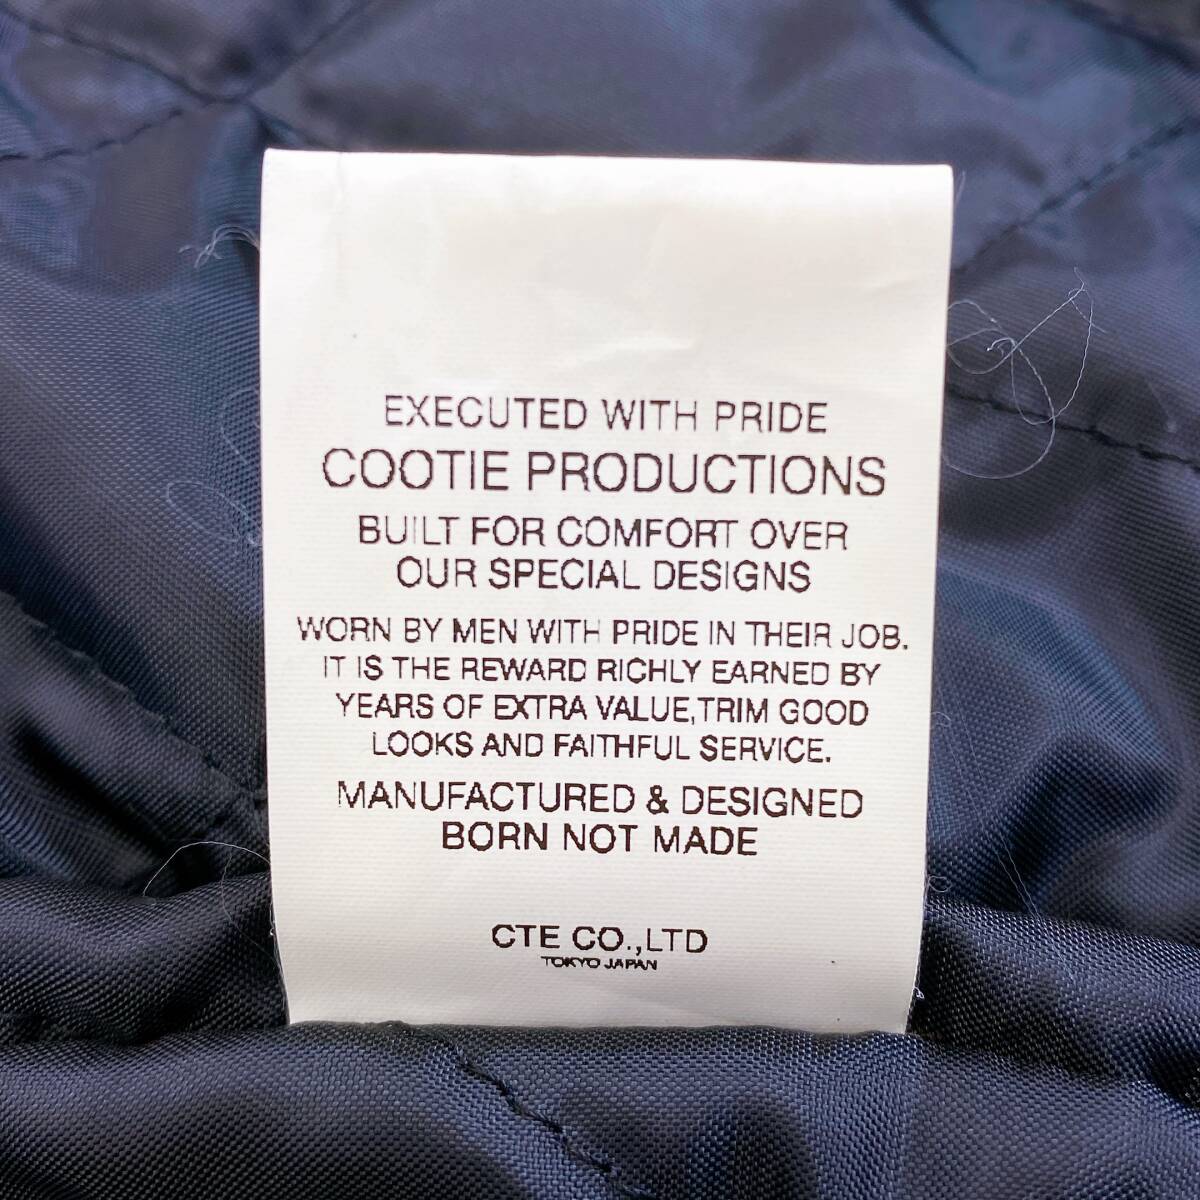 EXECUTED WITH PRIDE
COOTIE PRODUCTIONS
BUILT FOR COMFORT OVER
OUR SPECIAL DESIGNS
WORN BY MEN WITH PRIDE IN THEIR JOB.
IT IS THE REWARD RICHLY EARNED BY
YEARS OF EXTRA VALUE,TRIM GOOD
LOOKS AND FAITHFUL SERVICE.
MANUFACTURED & DESIGNED
BORN NOT MADE
CTE CO.,LTD
TOKYO JAPAN